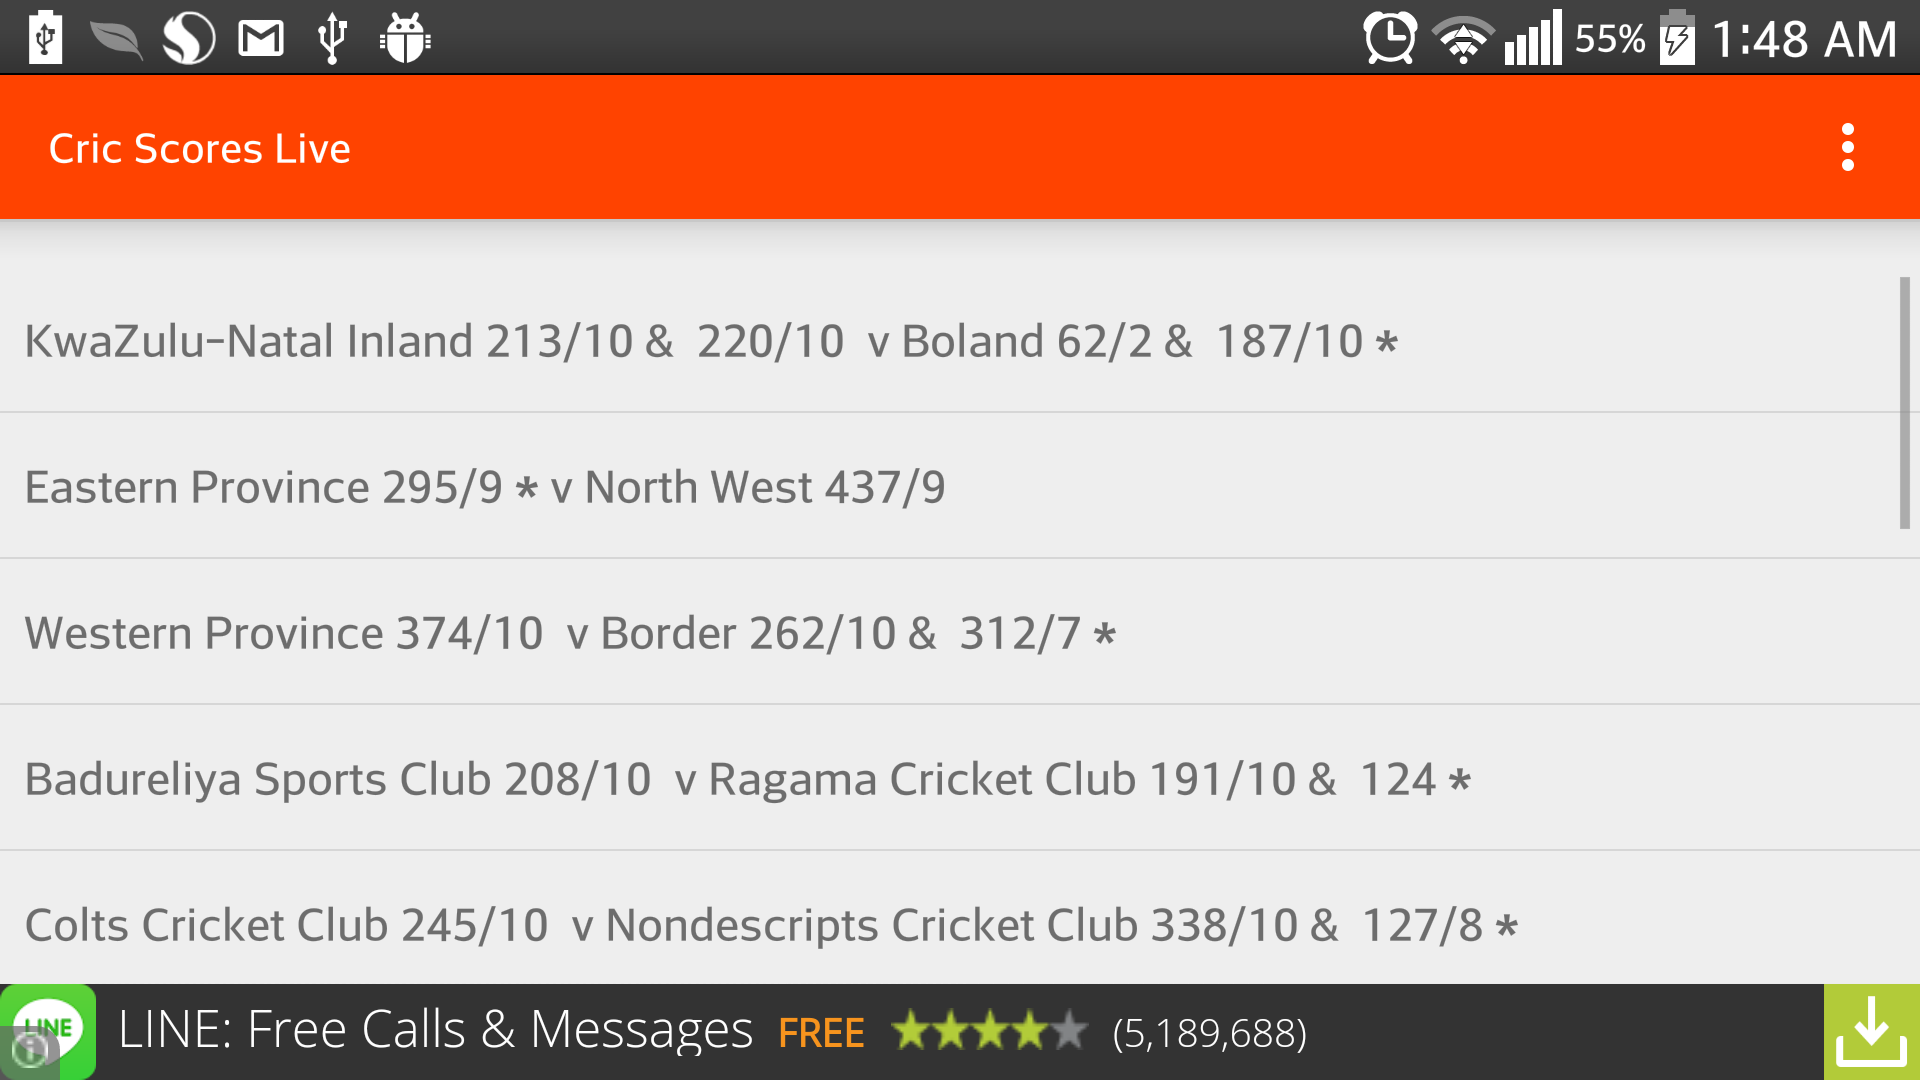 55% 1:48 AM
Cric Scores Live
KwaZulu-Natal Inland 213/10 &  220/10  v Boland 62/2 &  187/10 *
Eastern Province 295/9 * v North West 437/9
Western Province 374/10  v Border 262/10 &  312/7 *
Badureliya Sports Club 208/10  v Ragama Cricket Club 191/10 &  124 *
Colts Cricket Club 245/10  v Nondescripts Cricket Club 338/10 &  127/8 *
LINE
LINE: Free Calls & Messages FREE (5,189,688)